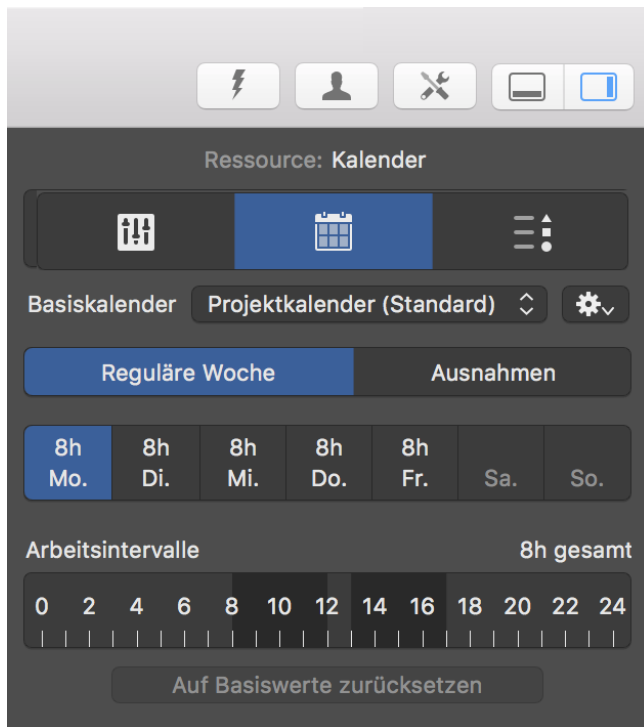 Ressource: Kalender
Basiskalender Projektkalender (Standard)
Reguläre Woche Ausnahmen
8h 8h 8h 8h 8h
Mo. Di. Mi. Do. Fr. Sa. So.
Arbeitsintervalle 8h gesamt
0 2 4 6 8 10 12 14 16 18 20 22 24
Auf Basiswerte zurücksetzen